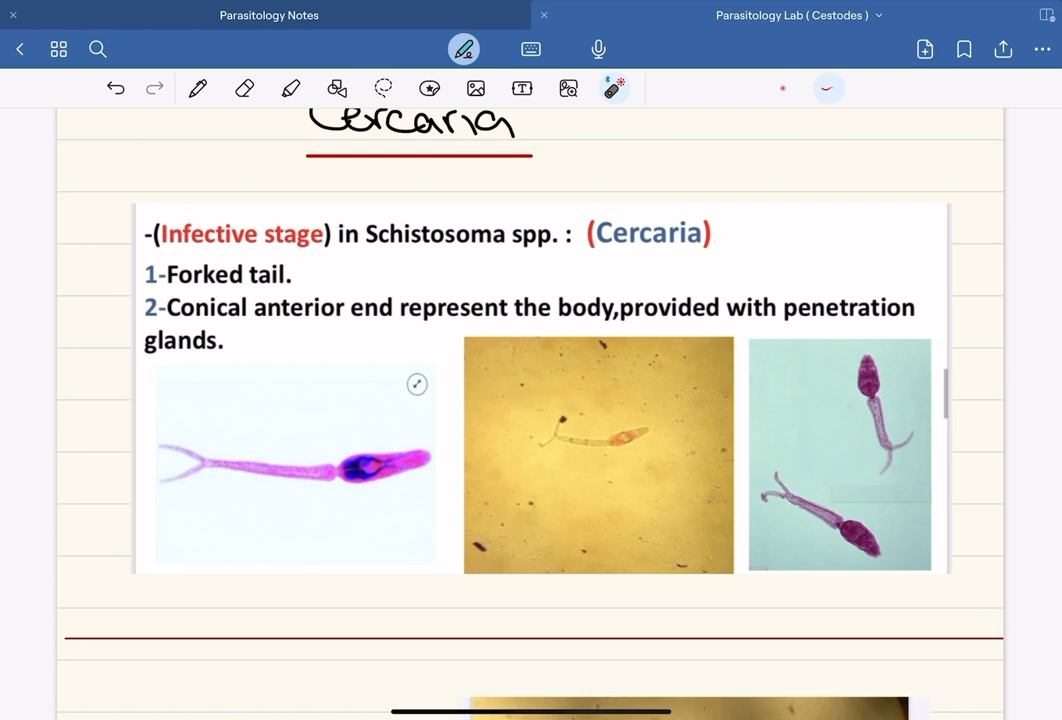 Parasitology Notes
Parasitology Lab ( Cestodes )
Cercaria
-(Infective stage) in Schistosoma spp. : (Cercaria)
1-Forked tail.
2-Conical anterior end represent the body,provided with penetration
glands.